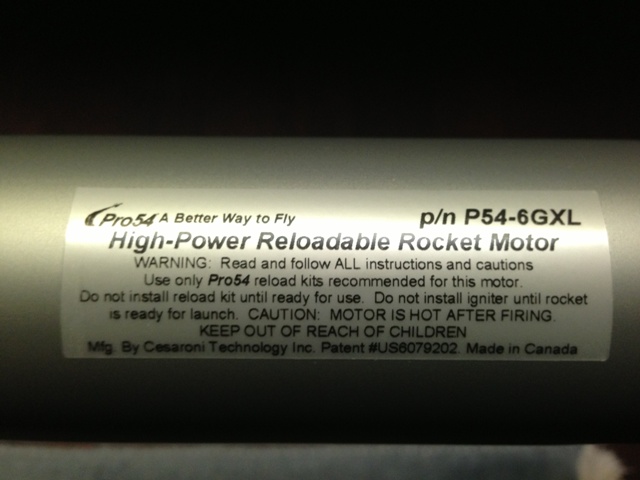 Pro54 A Better Way to Fly p/n P54-6GXL
High-Power Reloadable Rocket Motor
WARNING: Read and follow ALL instructions and cautions
Use only Pro54 reload kits recommended for this motor.
Do not install reload kit until ready for use. Do not install igniter until rocket
is ready for launch. CAUTION: MOTOR IS HOT AFTER FIRING.
KEEP OUT OF REACH OF CHILDREN
Mfg. By Cesaroni Technology Inc. Patent #US6079202. Made in Canada